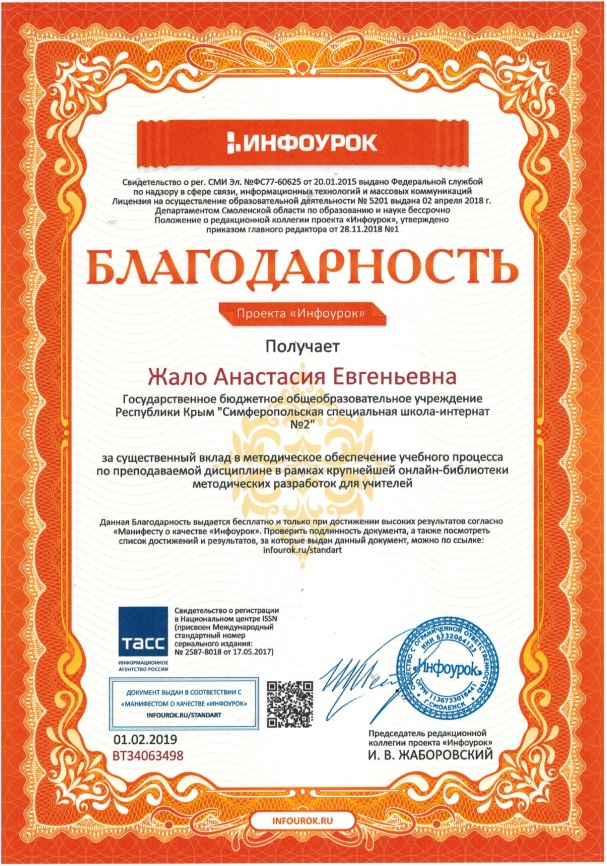 ИНФОУРОК
Свидетельство о рег. СМИ Эл. №ФС77-60625 от 20.01.2015 выдано Федеральной службой
по надзору в сфере связи, информационных технологий и массовых коммуникаций
Лицензия на осуществление образовательной деятельности № 5201 выдана 02 апреля 2018 г.
Департаментом Смоленской области по образованию и науке бессрочно
Положение о редакционной коллегии проекта «Инфоурок», утверждено
приказом главного редактора от 28.11.2018 №1
БЛАГОДАРНОСТЬ
Проекта «Инфоурок»
Получает
Жало Анастасия Евгеньевна
Государственное бюджетное общеобразовательное учреждение
Республики Крым "Симферопольская специальная школа-интернат
№2"
за существенный вклад в методическое обеспечение учебного процесса
по преподаваемой дисциплине в рамках крупнейшей онлайн-библиотеки
методических разработок для учителей
Данная Благодарность выдается бесплатно и только при достижении высоких результатов согласно
«Манифесту о качестве «Инфоурок». Проверить подлинность документа, а также посмотреть
список достижений и результатов, за которые выдан данный документ, можно по ссылке:
infourok.ru/standart
ТАСС
ИНФОРМАЦИОННОЕ
АГЕНТСТВО РОССИИ
Свидетельство о регистрации
в Национальном центре ISSN
(присвоен Международный
стандартный номер
сериального издания:
№ 2587-8018 от 17.05.2017)
ДОКУМЕНТ ВЫДАН В СООТВЕТСТВИИ С
«МАНИФЕСТОМ О КАЧЕСТВЕ «ИНФОУРОК»
INFOUROK.RU/STANDART
«Инфоурок»
Г.СМОЛЕНСК
01.02.2019
ВТ34063498
Председатель редакционной
коллегии проекта «Инфоурок»
И. В. ЖАБОРОВСКИЙ
INFOUROK.RU